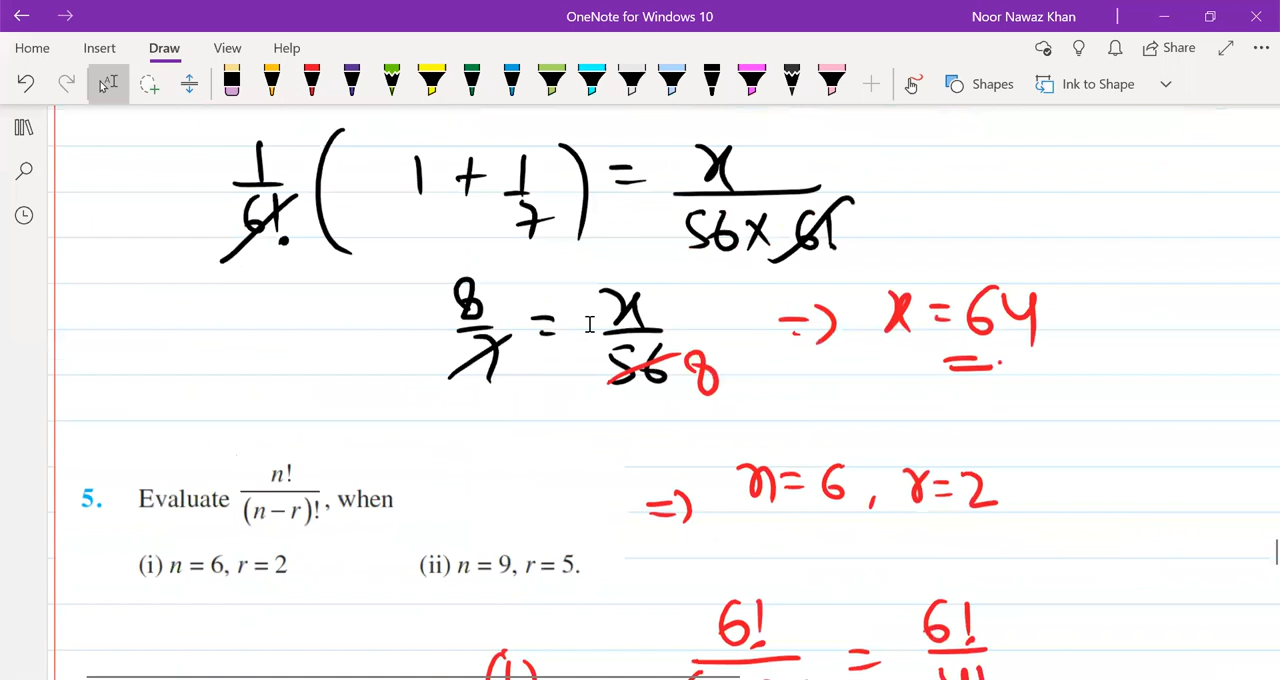 OneNote for Windows 10
Noor Nawaz Khan
Home Insert Draw View Help
Share
Shapes
Ink to Shape
1/6! ( 1 + 1/7 ) = x / 56 x 6!
8/7 = x/56 8 => x = 64
=> n = 6, r = 2
5. Evaluate n!/(n – r)!, when
(i) n = 6, r = 2 (ii) n = 9, r = 5.
(i) 6! = 6!